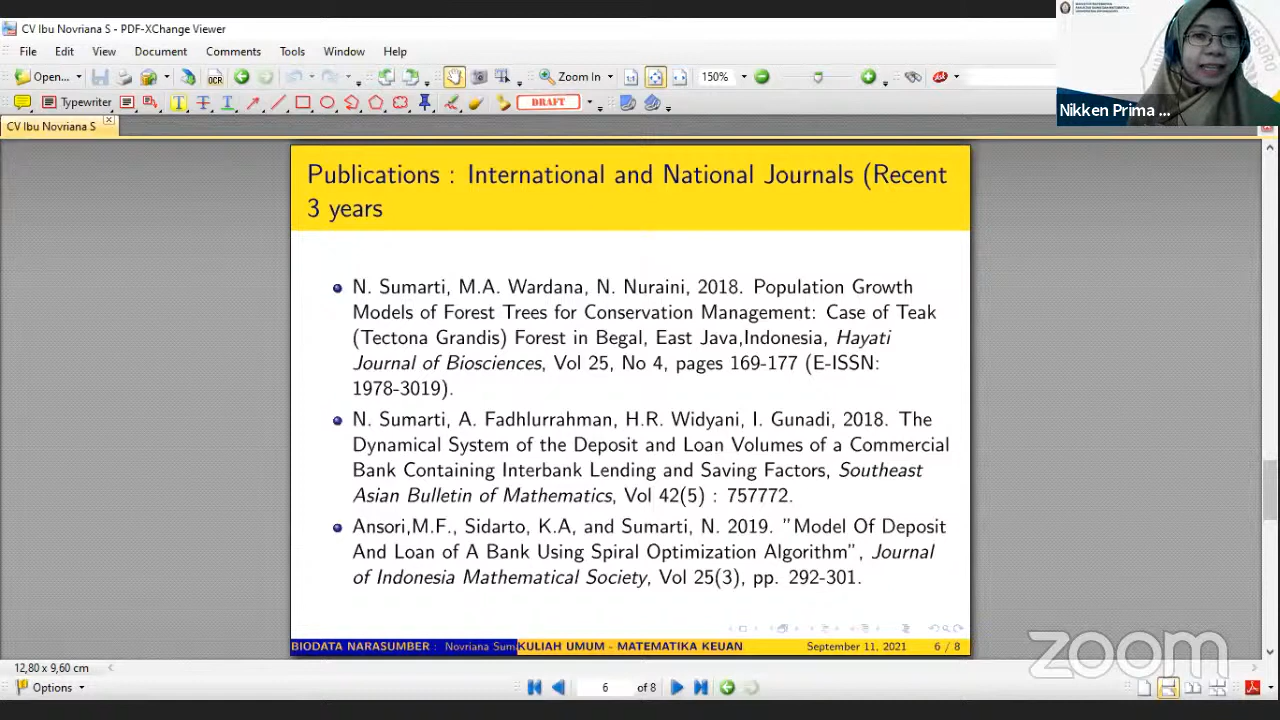 CV Ibu Novriana S - PDF-XChange Viewer
File Edit View Document Comments Tools Window Help
Open... OCR Zoom In 150%
Typewriter DRAFT
Nikken Prima ...
CV Ibu Novriana S
Publications : International and National Journals (Recent
3 years
N. Sumarti, M.A. Wardana, N. Nuraini, 2018. Population Growth
Models of Forest Trees for Conservation Management: Case of Teak
(Tectona Grandis) Forest in Begal, East Java,Indonesia, Hayati
Journal of Biosciences, Vol 25, No 4, pages 169-177 (E-ISSN:
1978-3019).
N. Sumarti, A. Fadhlurrahman, H.R. Widyani, I. Gunadi, 2018. The
Dynamical System of the Deposit and Loan Volumes of a Commercial
Bank Containing Interbank Lending and Saving Factors, Southeast
Asian Bulletin of Mathematics, Vol 42(5) : 757772.
Ansori,M.F., Sidarto, K.A, and Sumarti, N. 2019. "Model Of Deposit
And Loan of A Bank Using Spiral Optimization Algorithm", Journal
of Indonesia Mathematical Society, Vol 25(3), pp. 292-301.
BIODATA NARASUMBER : Novriana Sum KULIAH UMUM - MATEMATIKA KEUAN September 11, 2021 6 / 8
zoom
12,80 x 9,60 cm
Options 6 of 8